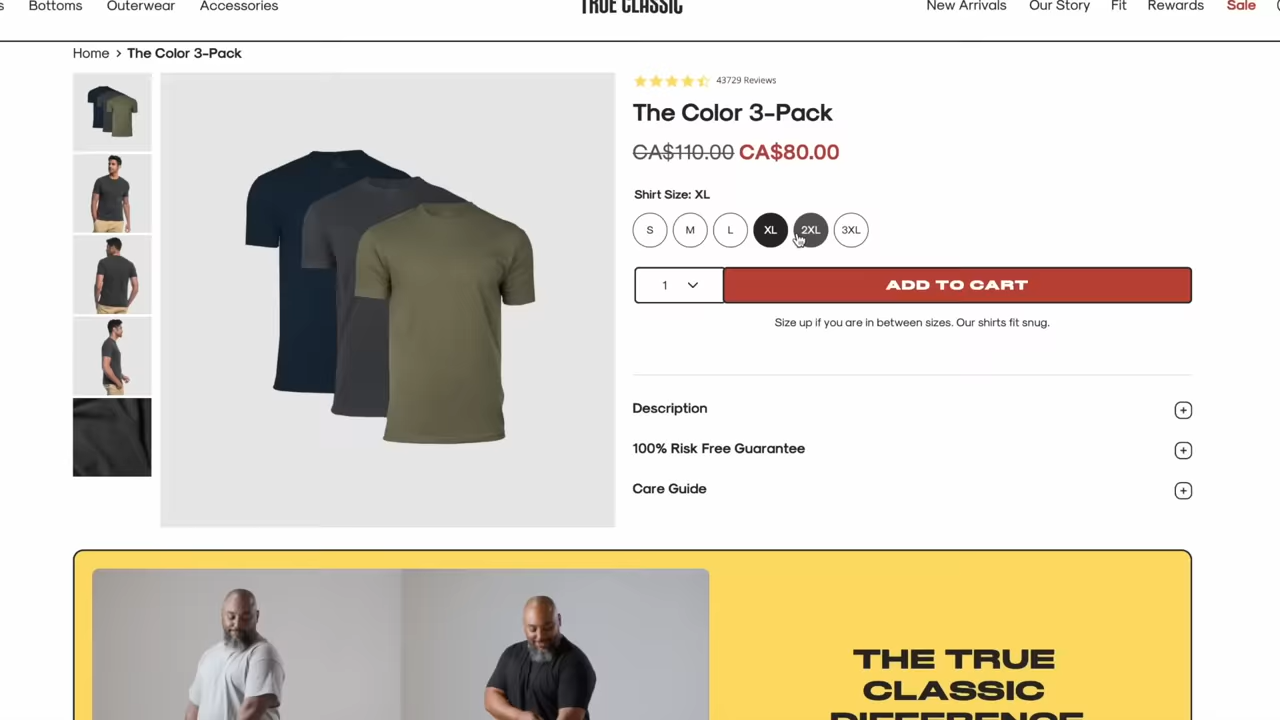 s Bottoms Outerwear Accessories TRUE CLASSIC New Arrivals Our Story Fit Rewards Sale
Home > The Color 3-Pack
43729 Reviews
The Color 3-Pack
CA$110.00 CA$80.00
Shirt Size: XL
S M L XL 2XL 3XL
1 ADD TO CART
Size up if you are in between sizes. Our shirts fit snug.
Description
100% Risk Free Guarantee
Care Guide
THE TRUE
CLASSIC
DIFFERENCE